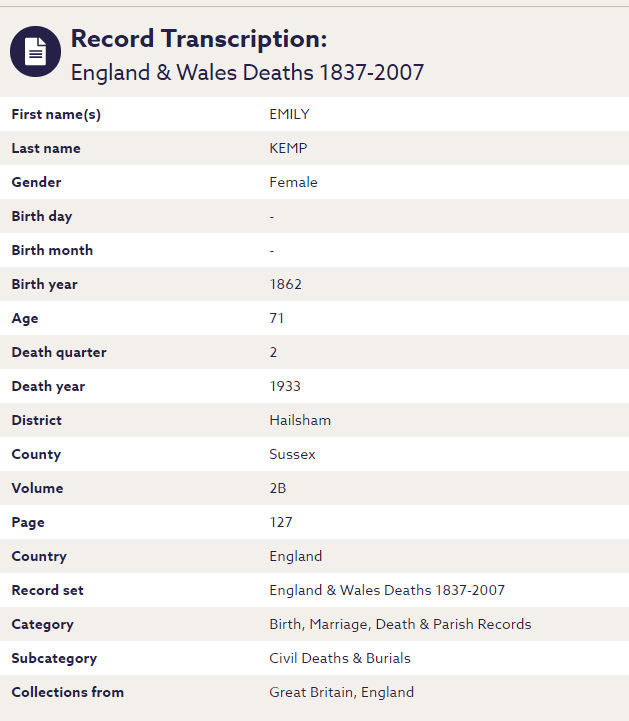 Record Transcription:
England & Wales Deaths 1837-2007
First name(s) EMILY
Last name KEMP
Gender Female
Birth day -
Birth month -
Birth year 1862
Age 71
Death quarter 2
Death year 1933
District Hailsham
County Sussex
Volume 2B
Page 127
Country England
Record set England & Wales Deaths 1837-2007
Category Birth, Marriage, Death & Parish Records
Subcategory Civil Deaths & Burials
Collections from Great Britain, England